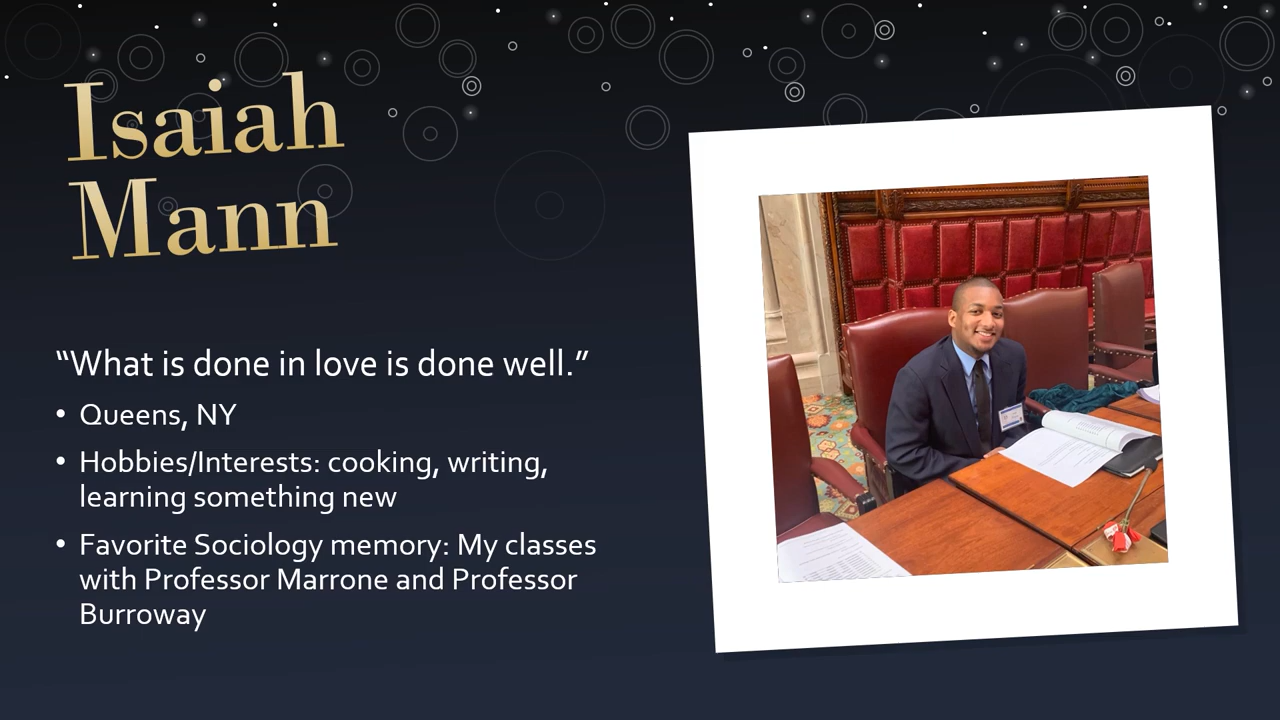 Isaiah
Mann
“What is done in love is done well.”
• Queens, NY
• Hobbies/Interests: cooking, writing,
learning something new
• Favorite Sociology memory: My classes
with Professor Marrone and Professor
Burroway